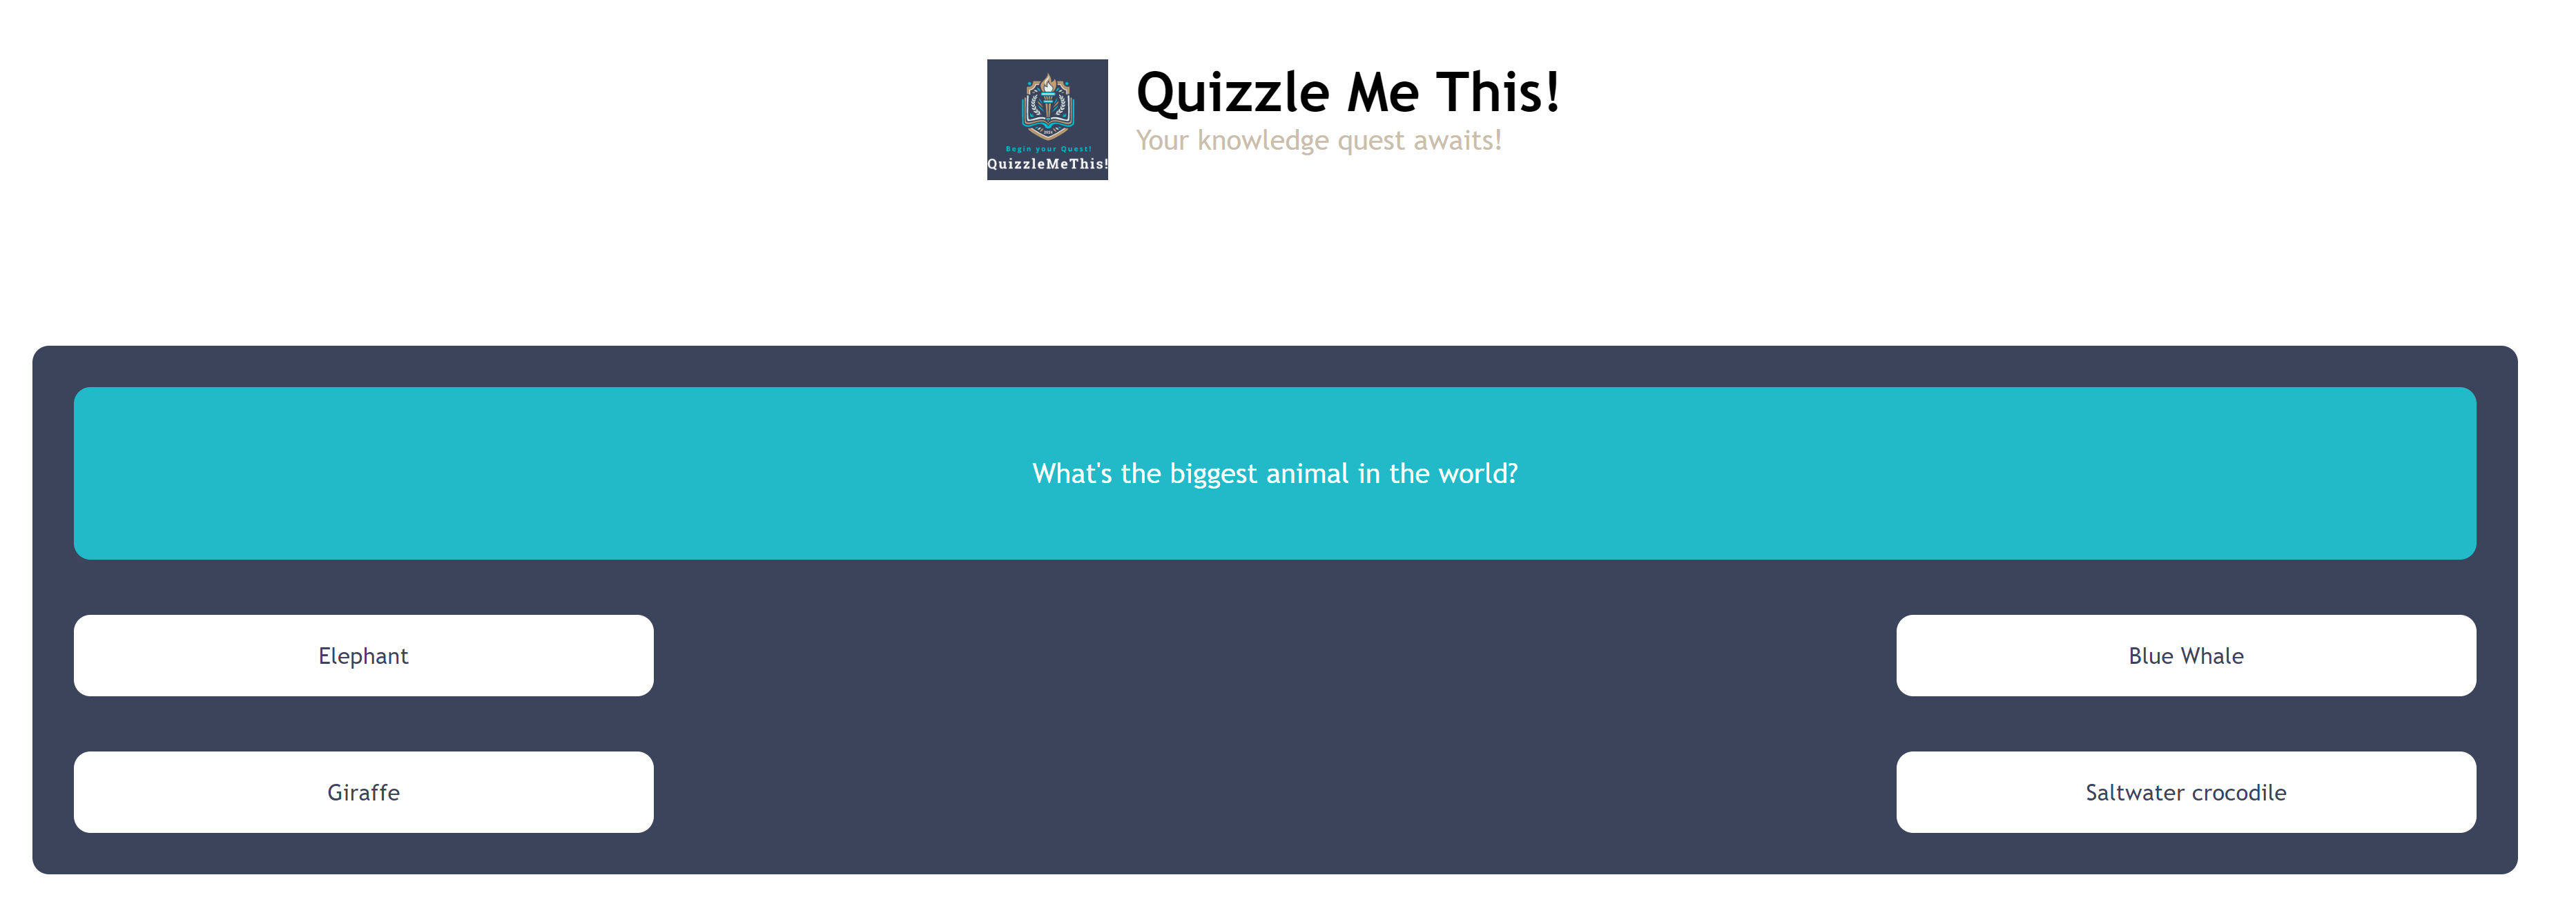 Begin your Quest!
QuizzleMeThis!
Quizzle Me This!
Your knowledge quest awaits!
What's the biggest animal in the world?
Elephant
Blue Whale
Giraffe
Saltwater crocodile